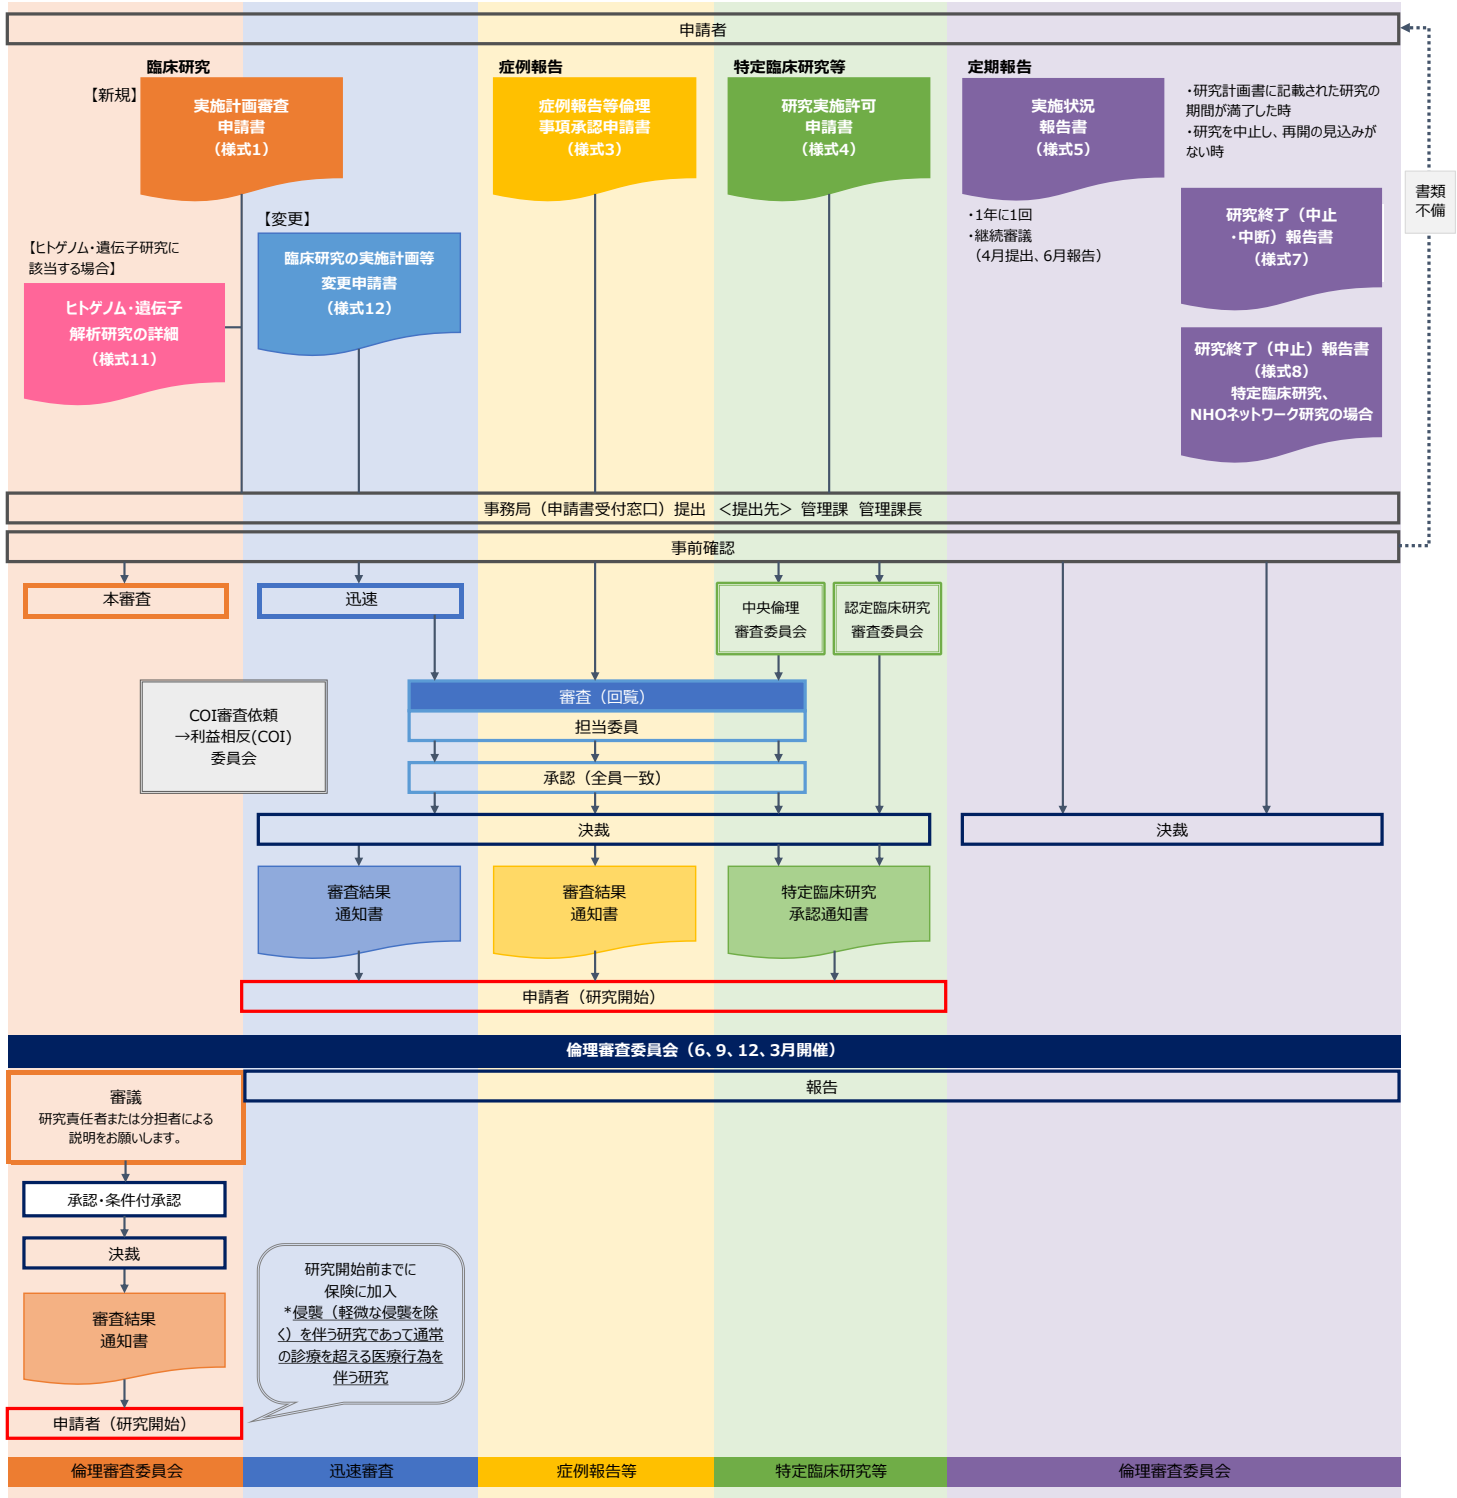 申請者
臨床研究
症例報告
特定臨床研究等
定期報告
【新規】
実施計画審査
申請書
（様式1）
症例報告等倫理
事項承認申請書
（様式3）
研究実施許可
申請書
（様式4）
実施状況
報告書
（様式5）
・研究計画書に記載された研究の
期間が満了した時
・研究を中止し、再開の見込みが
ない時
書類
不備
・1年に1回
・継続審議
（4月提出、6月報告）
研究終了（中止
・中断）報告書
（様式7）
【変更】
臨床研究の実施計画等
変更申請書
（様式12）
【ヒトゲノム・遺伝子研究に
該当する場合】
ヒトゲノム・遺伝子
解析研究の詳細
（様式11）
研究終了（中止）報告書
（様式8）
特定臨床研究、
NHOネットワーク研究の場合
事務局（申請書受付窓口）提出 ＜提出先＞ 管理課 管理課長
事前確認
本審査
迅速
中央倫理
審査委員会
認定臨床研究
審査委員会
COI審査依頼
→利益相反(COI)
委員会
審査（回覧）
担当委員
承認（全員一致）
決裁
決裁
審査結果
通知書
審査結果
通知書
特定臨床研究
承認通知書
申請者（研究開始）
倫理審査委員会（6、9、12、3月開催）
審議
研究責任者または分担者による
説明をお願いします。
報告
承認・条件付承認
決裁
審査結果
通知書
申請者（研究開始）
研究開始前までに
保険に加入
*侵襲（軽微な侵襲を除
く）を伴う研究であって通常
の診療を超える医療行為を
伴う研究
倫理審査委員会
迅速審査
症例報告等
特定臨床研究等
倫理審査委員会